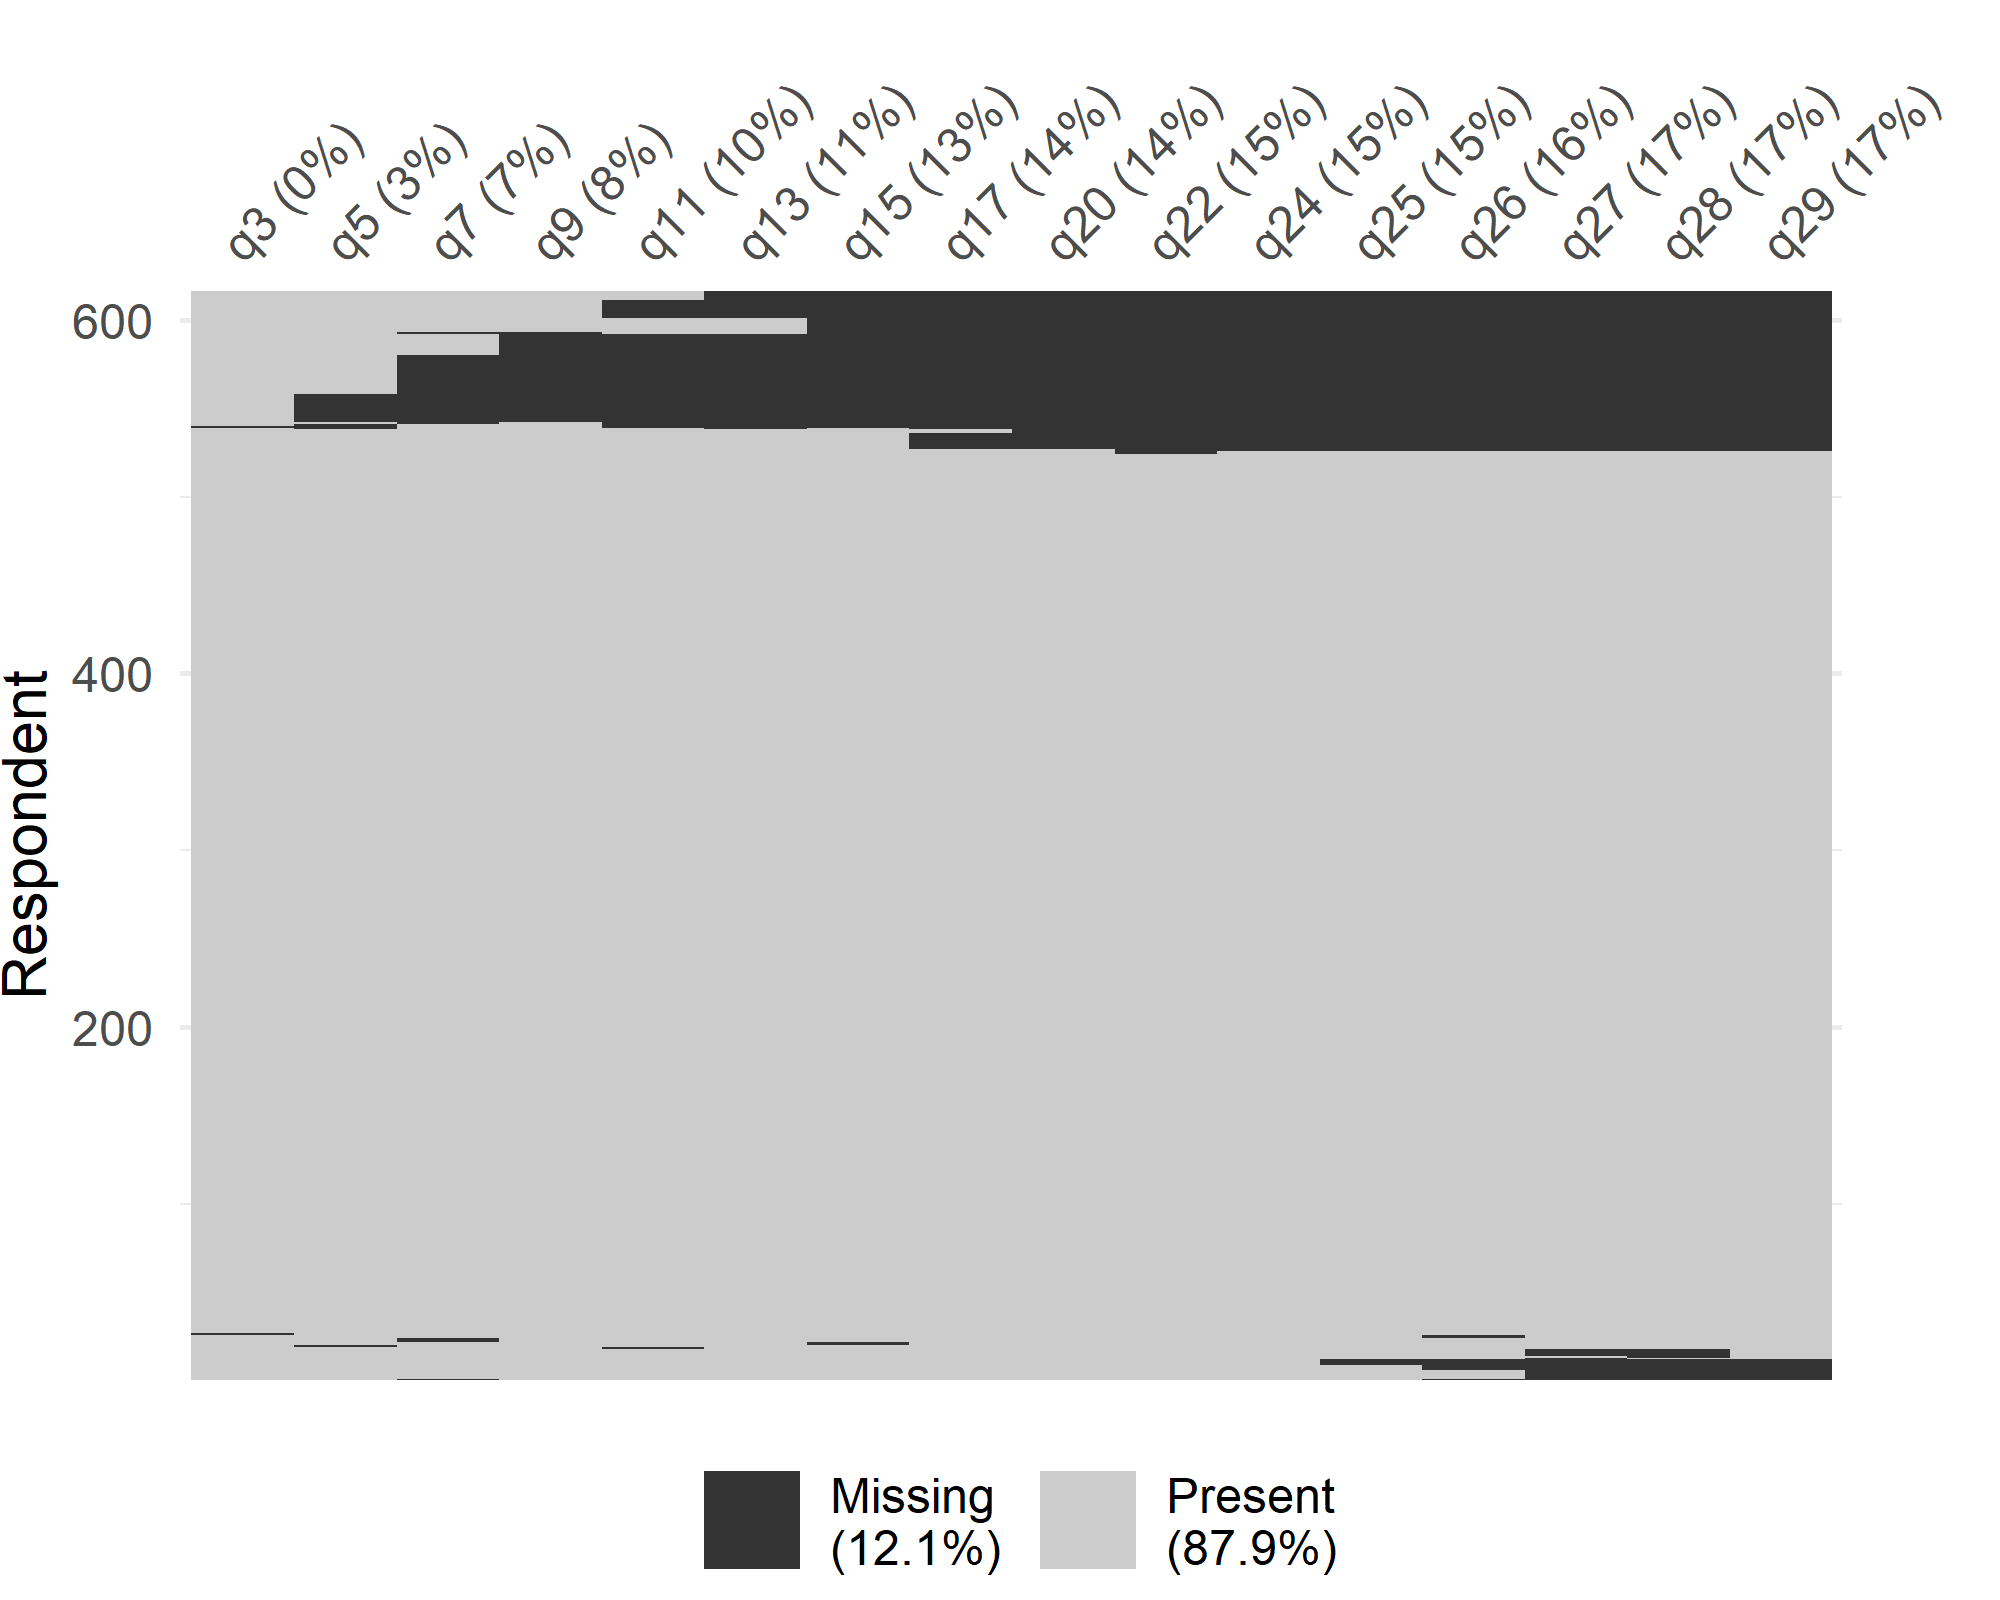 q3 (0%)
q5 (3%)
q7 (7%)
q9 (8%)
q11 (10%)
q13 (11%)
q15 (13%)
q17 (14%)
q20 (14%)
q22 (15%)
q24 (15%)
q25 (15%)
q26 (16%)
q27 (17%)
q28 (17%)
q29 (17%)
600
400
200
Respondent
Missing
(12.1%)
Present
(87.9%)